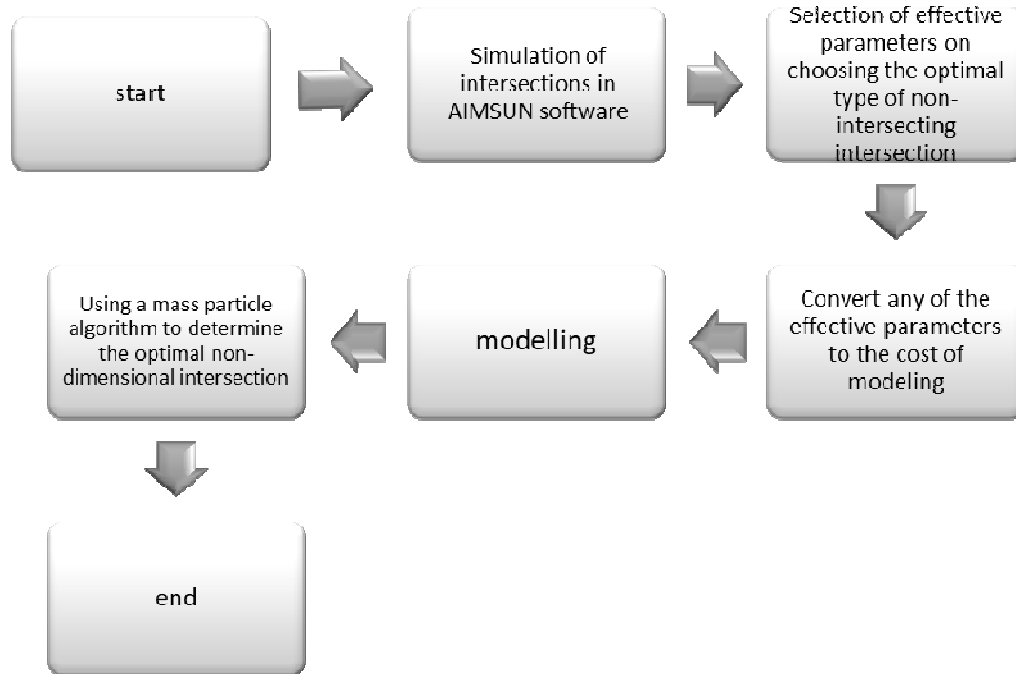 start
Simulation of
intersections in
AIMSUN software
Selection of effective
parameters on
choosing the optimal
type of non-
intersecting
intersection
Convert any of the
effective parameters
to the cost of
modeling
modelling
Using a mass particle
algorithm to determine
the optimal non-
dimensional intersection
end